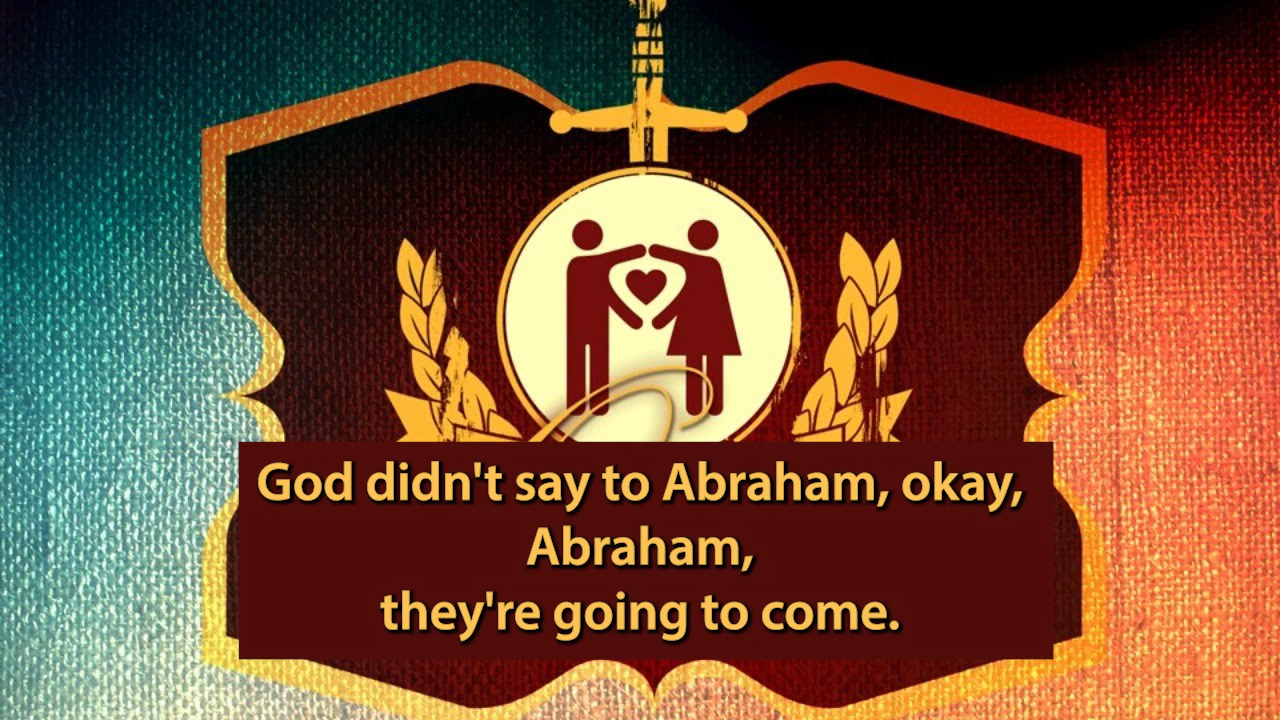 God didn't say to Abraham, okay,
Abraham,
they're going to come.